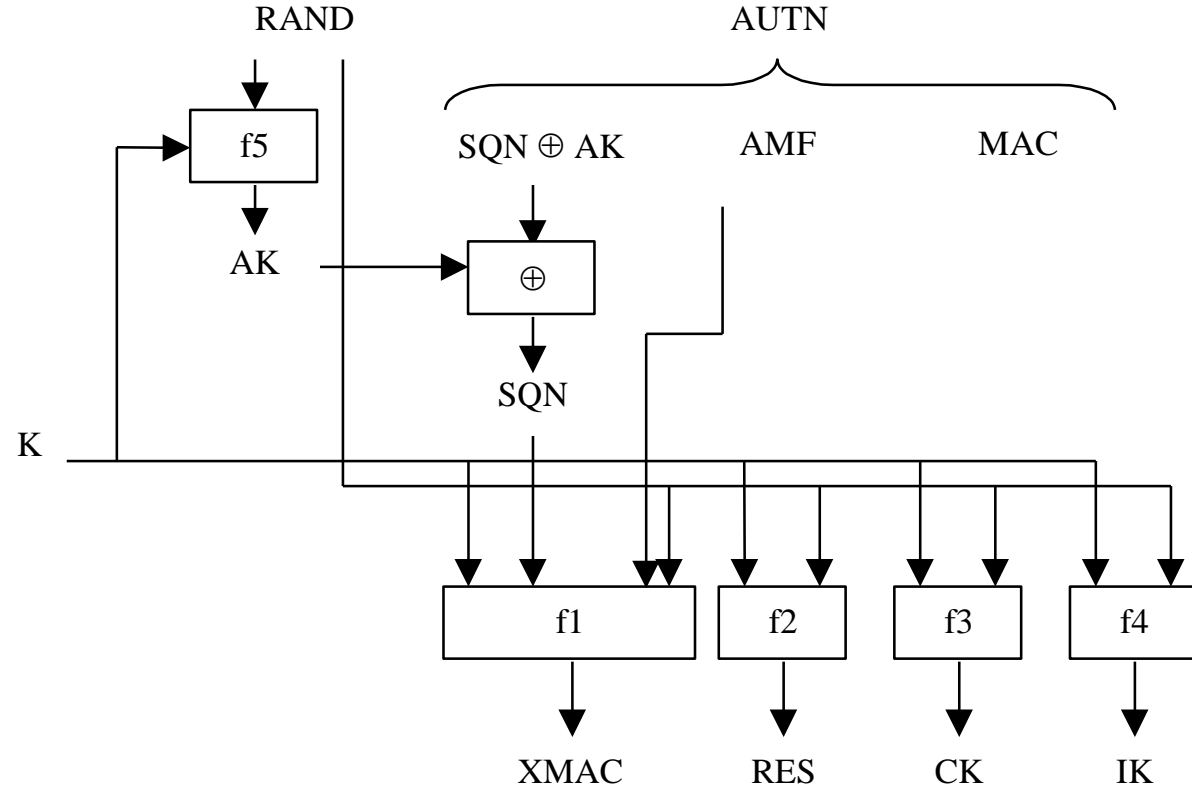 RAND
AUTN
f5
SQN ⊕ AK
AMF
MAC
AK
⊕
SQN
K
f1
f2
f3
f4
XMAC
RES
CK
IK